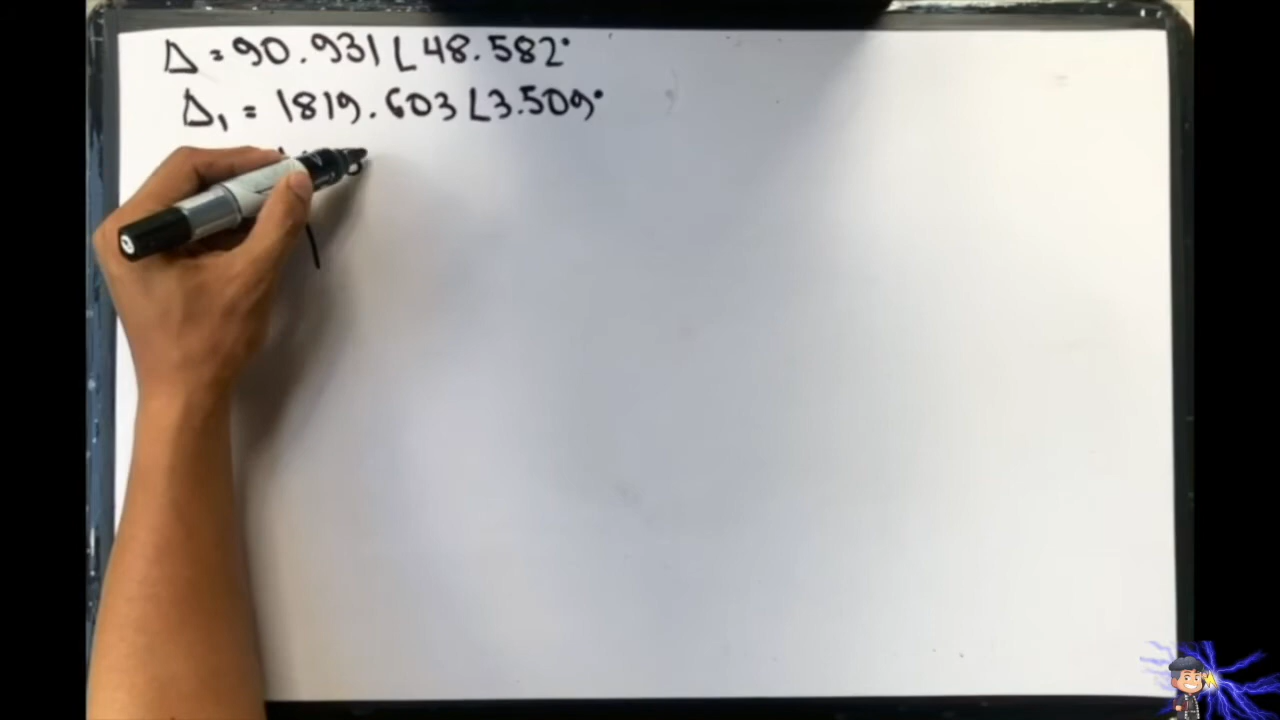 Δ = 90.931∠48.582°
Δ₁ = 1819.603∠3.509°